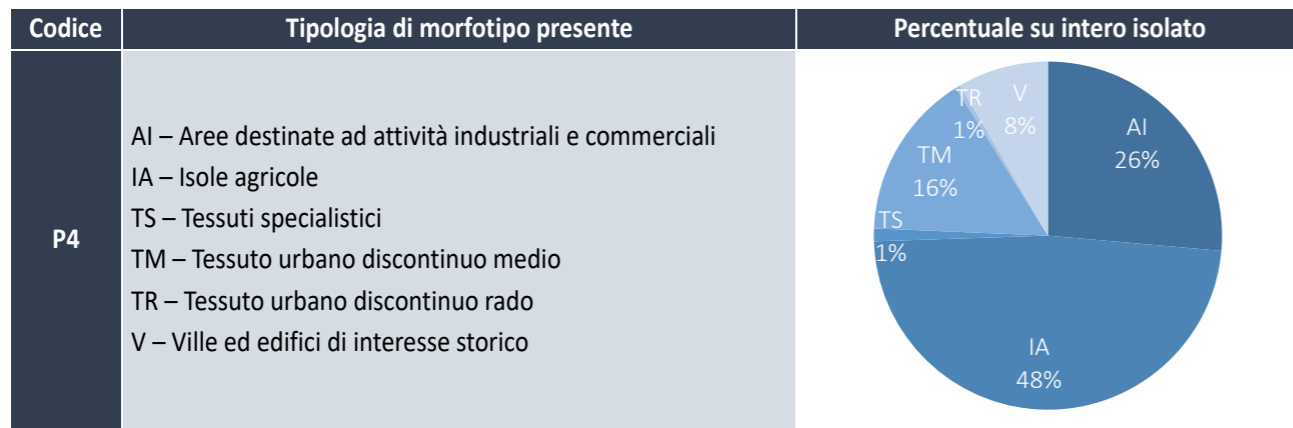 Codice
Tipologia di morfotipo presente
Percentuale su intero isolato
P4
AI – Aree destinate ad attività industriali e commerciali
IA – Isole agricole
TS – Tessuti specialistici
TM – Tessuto urbano discontinuo medio
TR – Tessuto urbano discontinuo rado
V – Ville ed edifici di interesse storico
AI
26%
IA
48%
TS
1%
TM
16%
TR
1%
V
8%